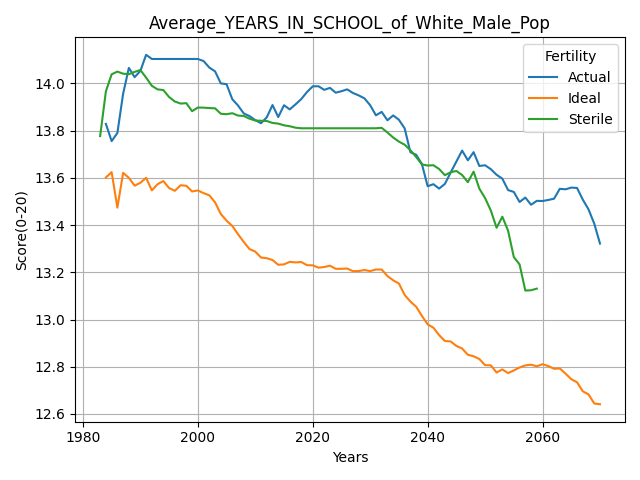 Average_YEARS_IN_SCHOOL_of_White_Male_Pop
Fertility
Actual
Ideal
Sterile
Score(0-20)
14.0
13.8
13.6
13.4
13.2
13.0
12.8
12.6
1980 2000 2020 2040 2060
Years